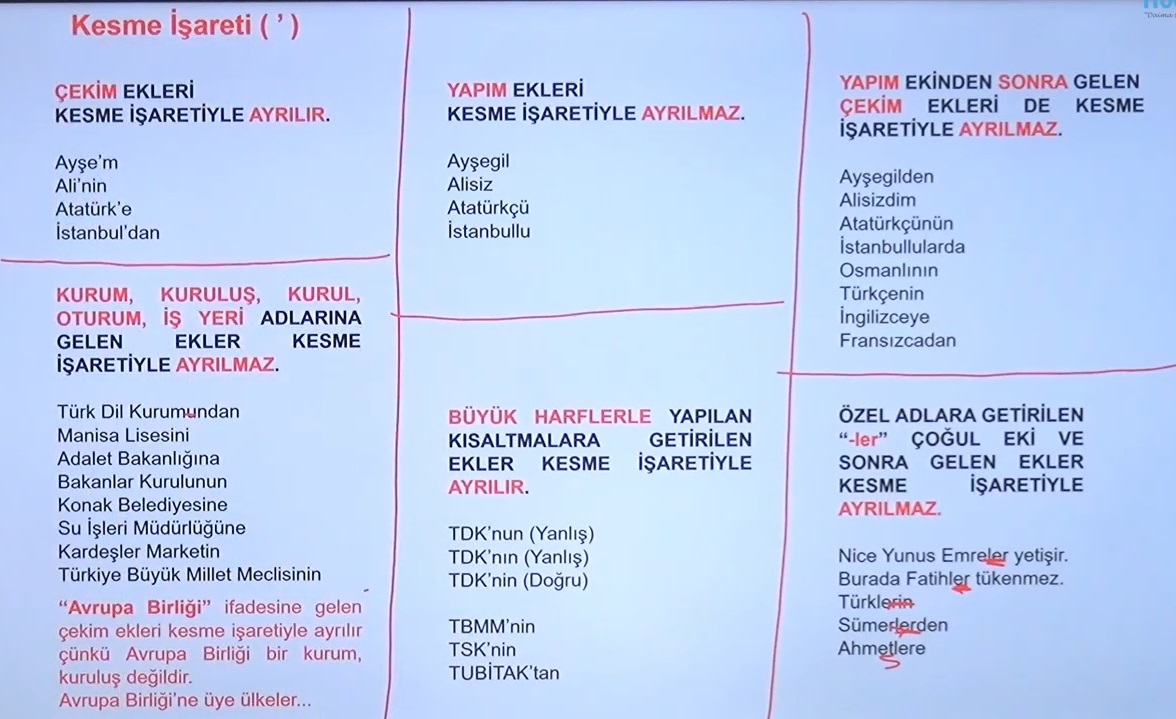 Kesme İşareti ( ’ )
ÇEKİM EKLERİ
KESME İŞARETİYLE AYRILIR.
Ayşe’m
Ali’nin
Atatürk’e
İstanbul’dan
KURUM, KURULUŞ, KURUL,
OTURUM, İŞ YERİ ADLARINA
GELEN EKLER KESME
İŞARETİYLE AYRILMAZ.
Türk Dil Kurumundan
Manisa Lisesini
Adalet Bakanlığına
Bakanlar Kurulunun
Konak Belediyesine
Su İşleri Müdürlüğüne
Kardeşler Marketin
Türkiye Büyük Millet Meclisinin
“Avrupa Birliği” ifadesine gelen
çekim ekleri kesme işaretiyle ayrılır
çünkü Avrupa Birliği bir kurum,
kuruluş değildir.
Avrupa Birliği’ne üye ülkeler...
YAPIM EKLERİ
KESME İŞARETİYLE AYRILMAZ.
Ayşegil
Alisiz
Atatürkçü
İstanbullu
BÜYÜK HARFLERLE YAPILAN
KISALTMALARA GETİRİLEN
EKLER KESME İŞARETİYLE
AYRILIR.
TDK’nun (Yanlış)
TDK’nın (Yanlış)
TDK’nin (Doğru)
TBMM’nin
TSK’nin
TUBİTAK’tan
YAPIM EKİNDEN SONRA GELEN
ÇEKİM EKLERİ DE KESME
İŞARETİYLE AYRILMAZ.
Ayşegilden
Alisizdim
Atatürkçünün
İstanbullularda
Osmanlının
Türkçenin
İngilizceye
Fransızcadan
ÖZEL ADLARA GETİRİLEN
“-ler” ÇOĞUL EKİ VE
SONRA GELEN EKLER
KESME İŞARETİYLE
AYRILMAZ.
Nice Yunus Emreler yetişir.
Burada Fatihler tükenmez.
Türklerin
Sümerlerden
Ahmetlere